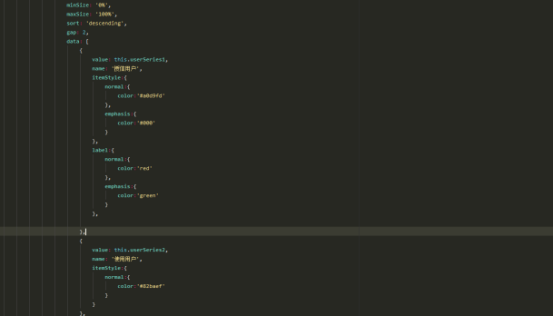 minSize: '0%',
maxSize: '100%',
sort: 'descending',
gap: 2,
data: [
{
value: this.userSeries1,
name: '授信用户',
itemStyle:{
normal:{
color:'#a0d9fd'
},
emphasis:{
color:'#000'
}
},
label:{
normal:{
color:'red'
},
emphasis:{
color:'green'
}
},
},
{
value: this.userSeries2,
name: '使用用户',
itemStyle:{
normal:{
color:'#62baef'
}
}
},